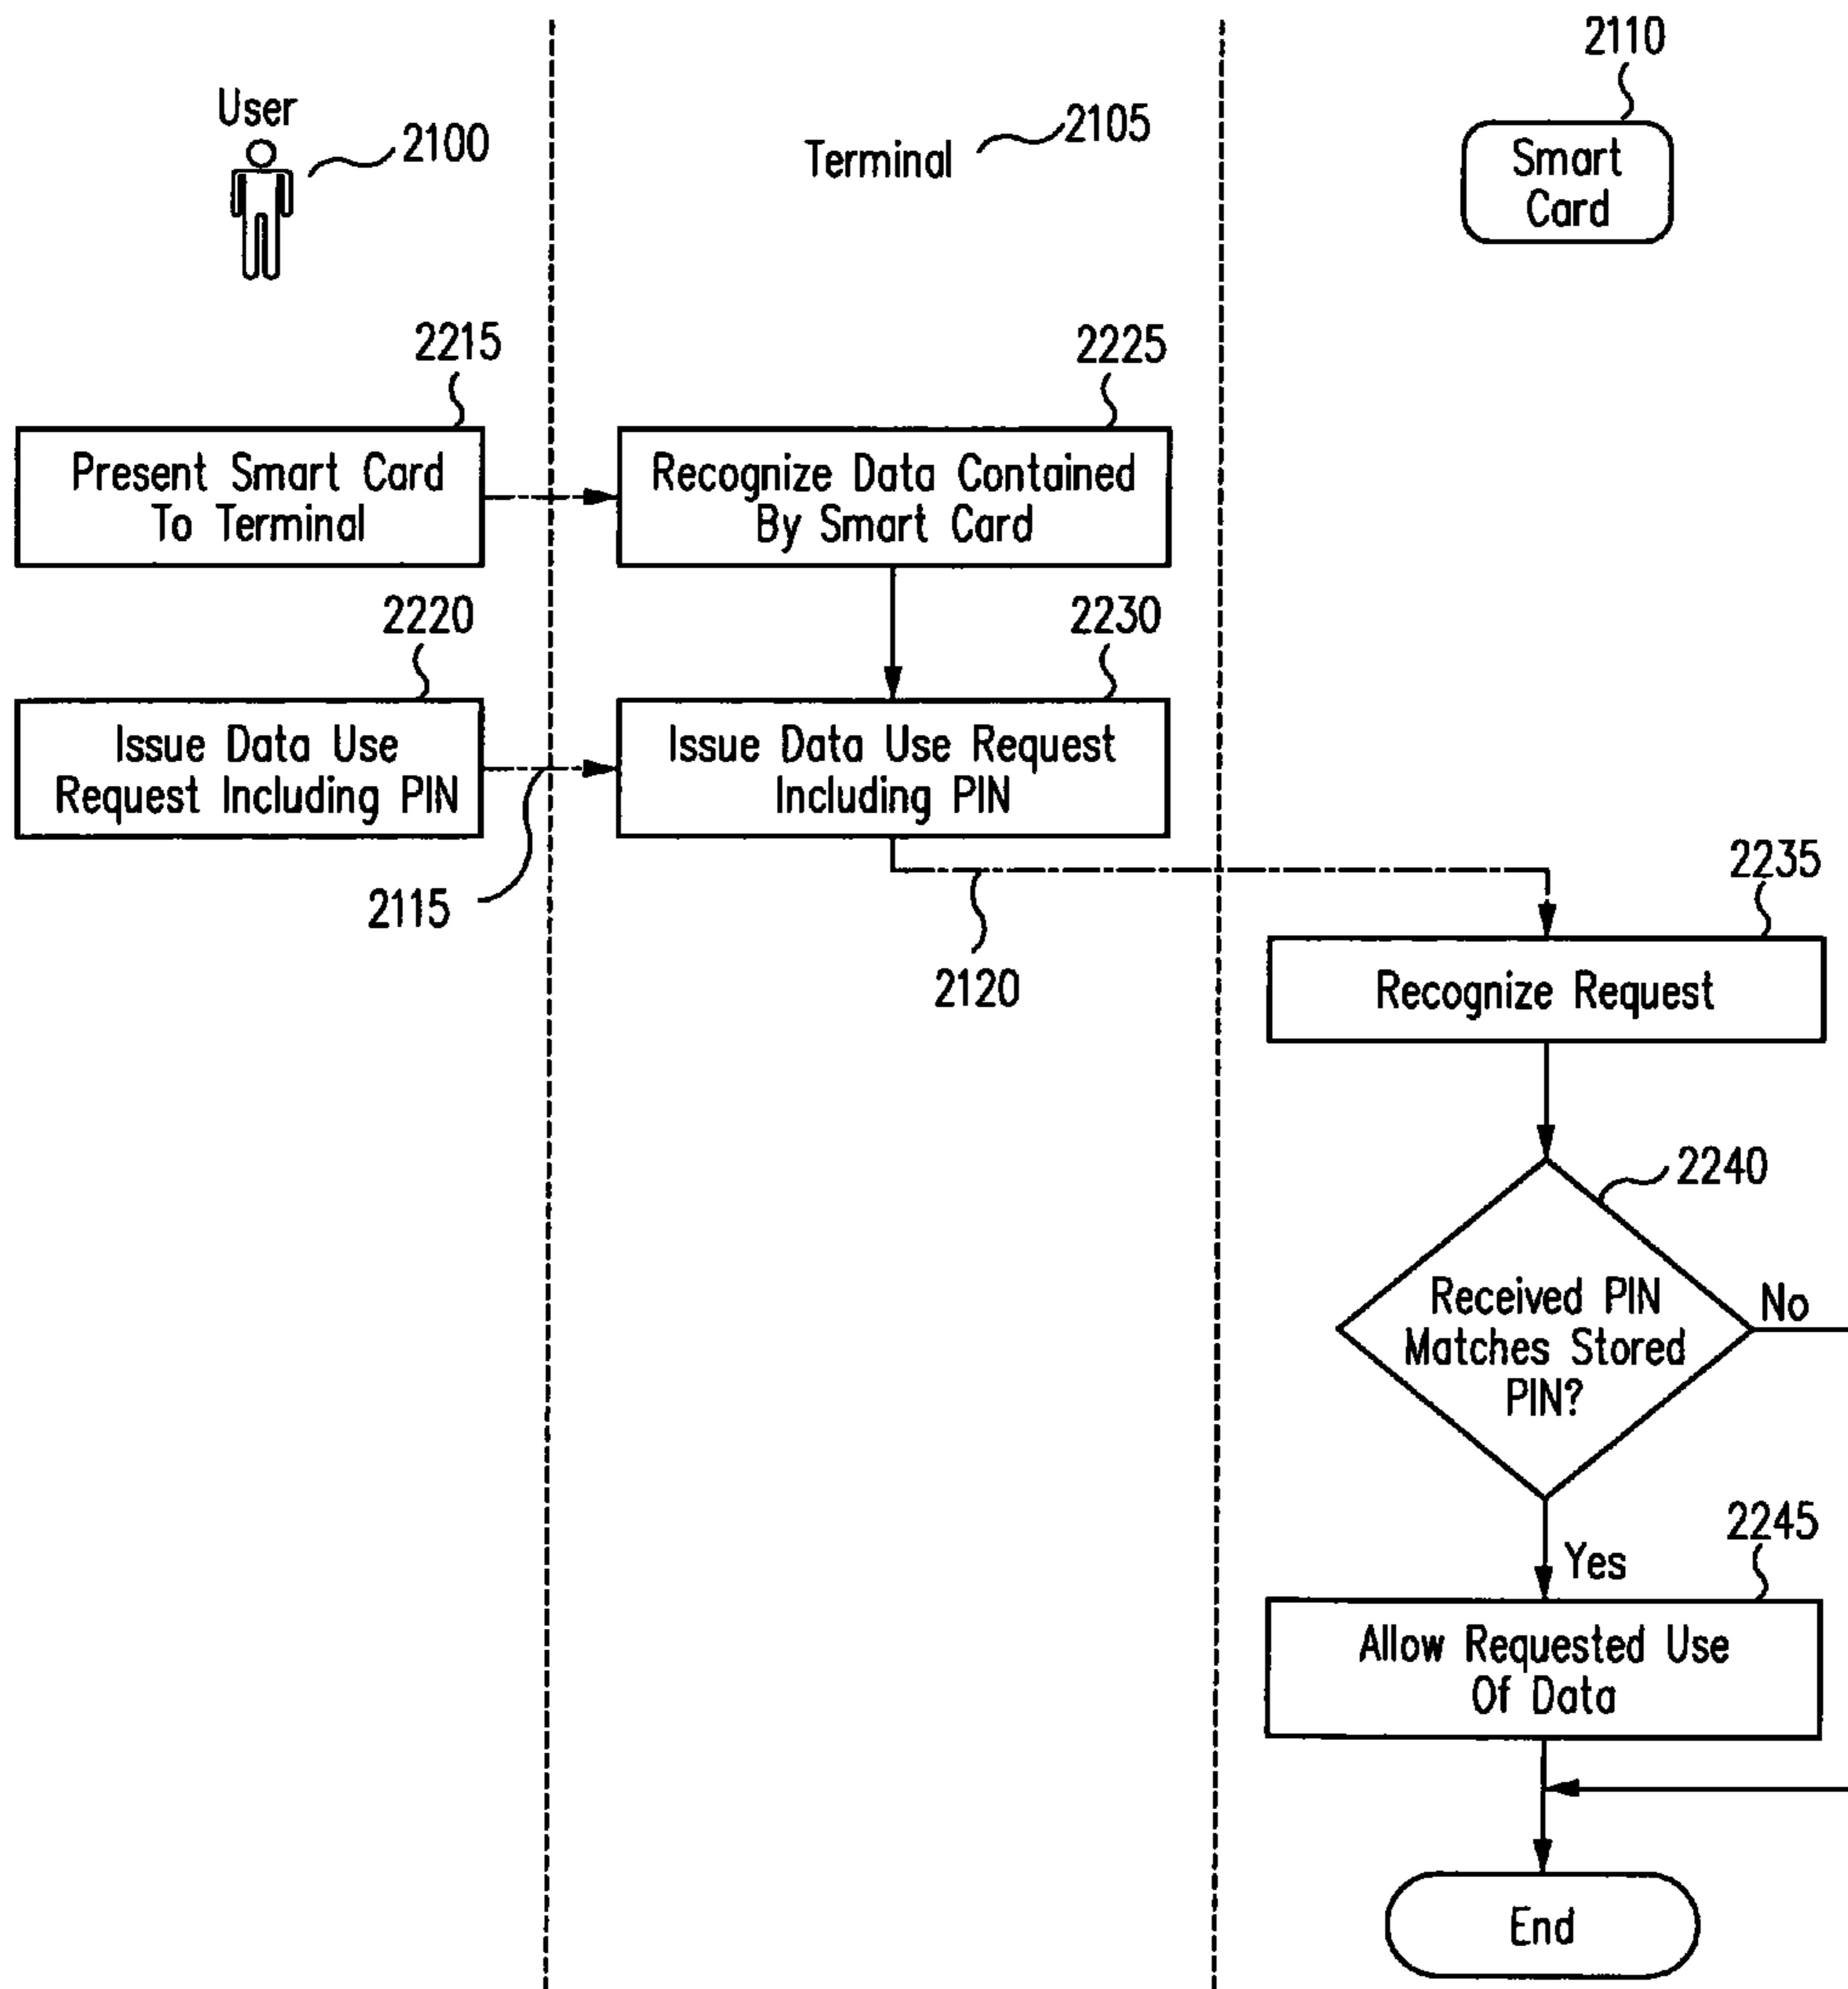 2110
User
2100
Terminal
2105
Smart
Card
2215
2225
Present Smart Card
To Terminal
Recognize Data Contained
By Smart Card
2220
2230
Issue Data Use
Request Including PIN
Issue Data Use Request
Including PIN
2115
2120
2235
Recognize Request
2240
Received PIN
Matches Stored
PIN?
No
Yes
2245
Allow Requested Use
Of Data
End